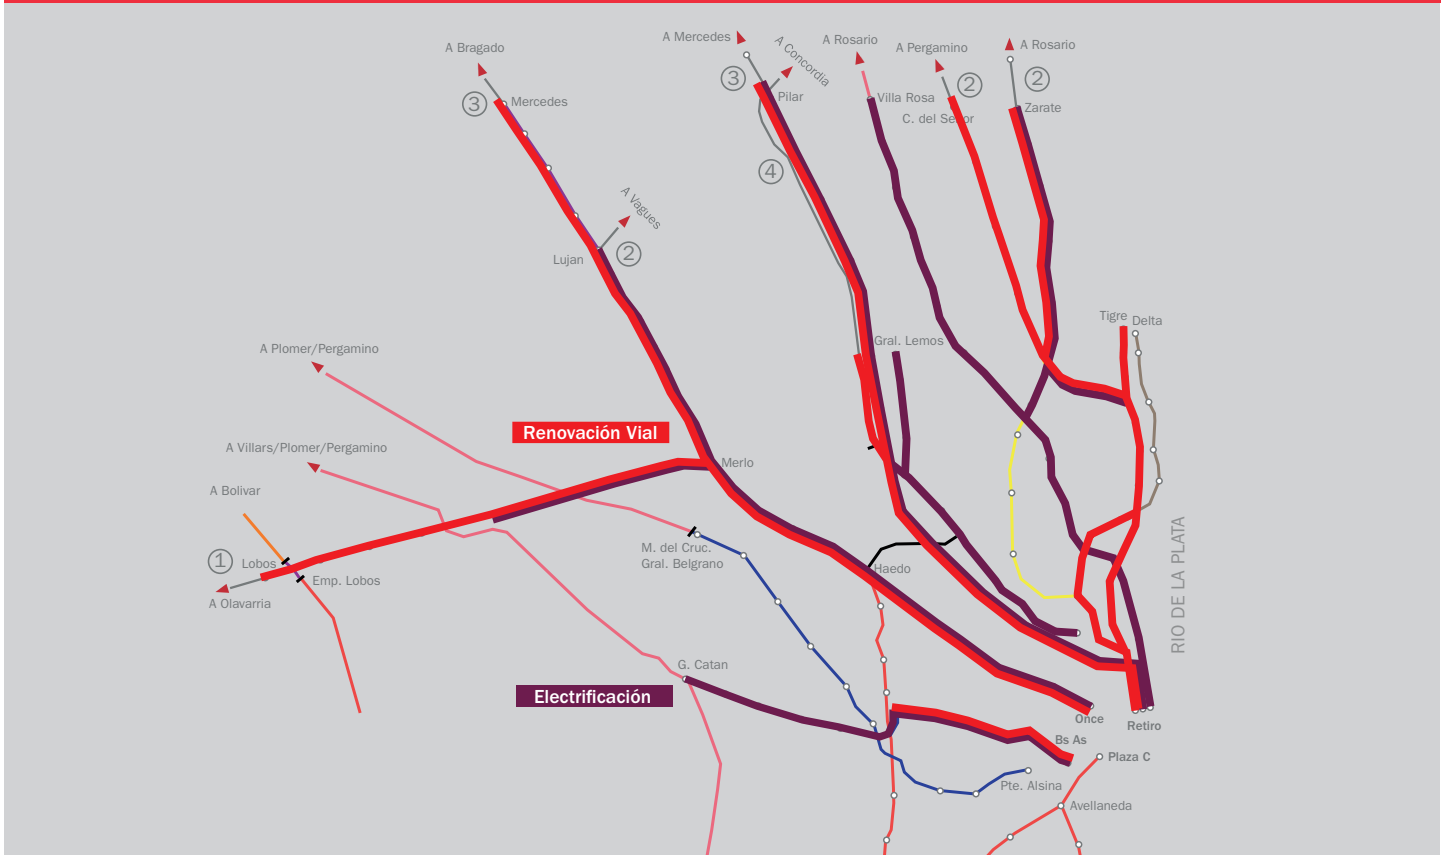 A Mercedes
A Concordia
A Rosario
A Pergamino
A Rosario
A Bragado
3
Mercedes
3
Pilar
Villa Rosa
2
2
C. del Señor
Zarate
4
A Vagues
2
Lujan
Tigre
Delta
Gral. Lemos
A Plomer/Pergamino
Renovación Vial
A Villars/Plomer/Pergamino
Merlo
A Bolivar
RIO DE LA PLATA
M. del Cruc.
Gral. Belgrano
1
Lobos
Haedo
Emp. Lobos
A Olavarria
G. Catan
Electrificación
Once
Retiro
Bs As
Plaza C
Pte. Alsina
Avellaneda